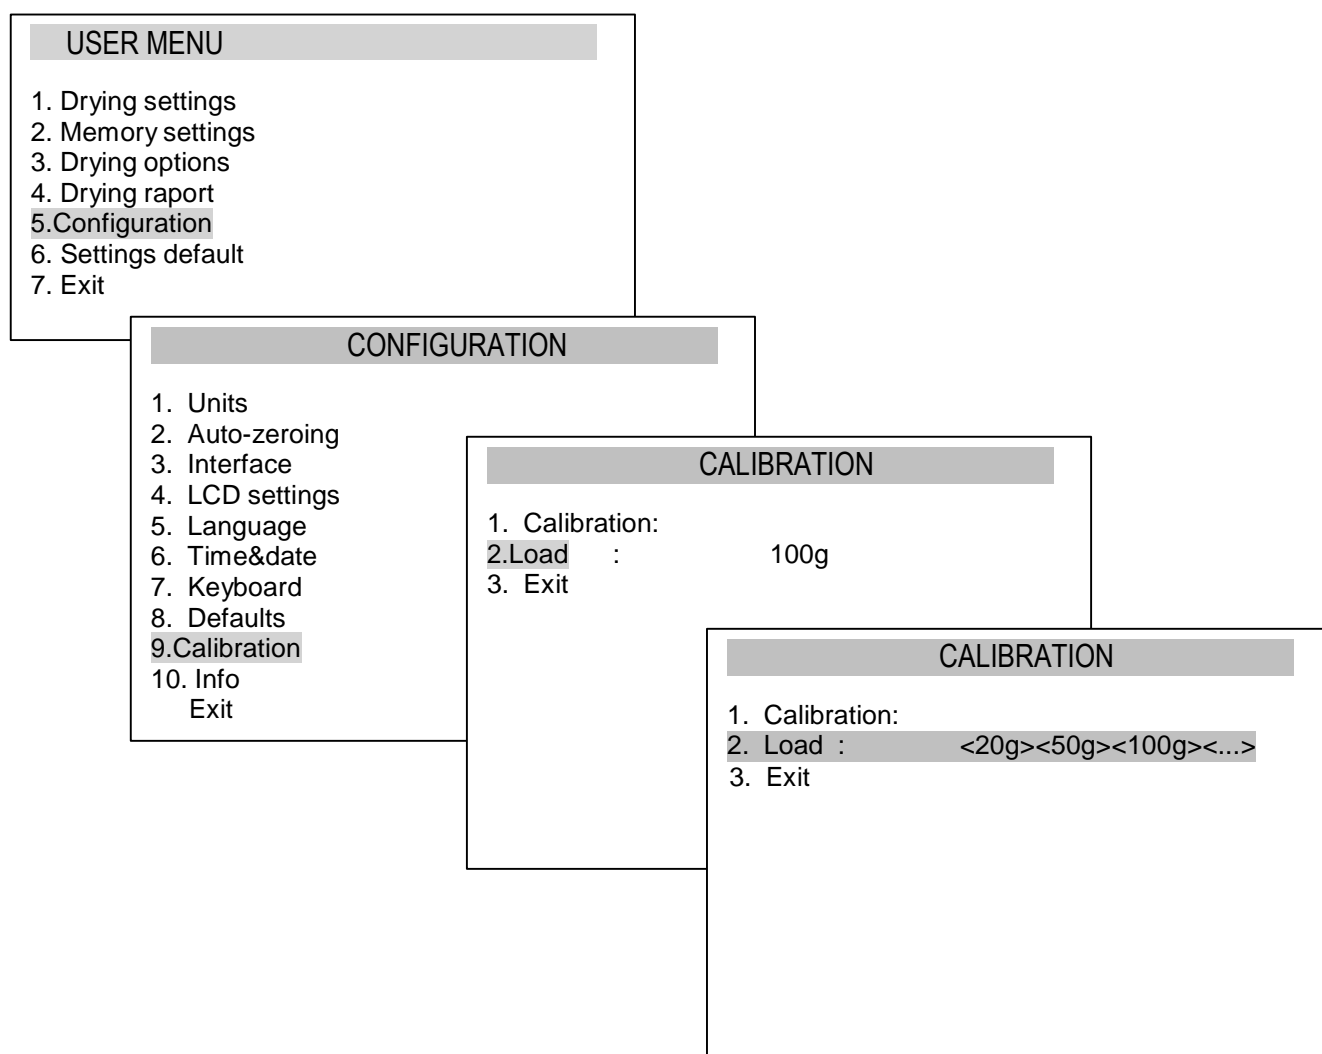 USER MENU
1. Drying settings
2. Memory settings
3. Drying options
4. Drying raport
5.Configuration
6. Settings default
7. Exit
CONFIGURATION
1. Units
2. Auto-zeroing
3. Interface
4. LCD settings
5. Language
6. Time&date
7. Keyboard
8. Defaults
9.Calibration
10. Info
Exit
CALIBRATION
1. Calibration:
2.Load : 100g
3. Exit
CALIBRATION
1. Calibration:
2. Load : <20g><50g><100g><...>
3. Exit